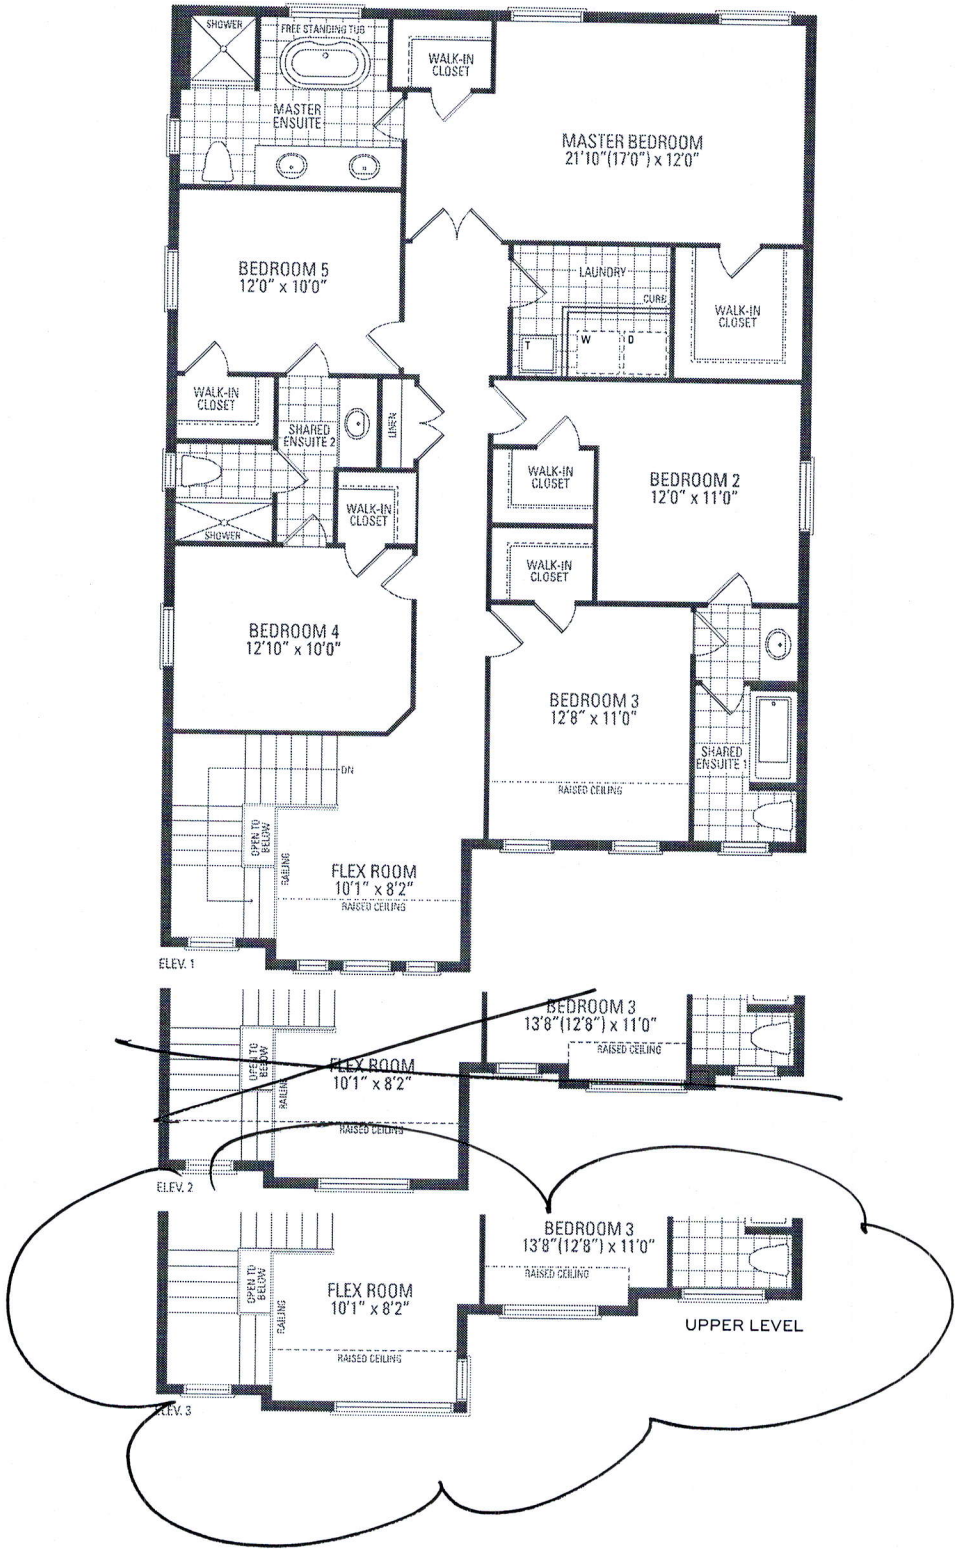 SHOWER
FREE STANDING TUB
WALK-IN
CLOSET
MASTER
ENSUITE
MASTER BEDROOM
21'10"(17'0") x 12'0"
BEDROOM 5
12'0" x 10'0"
LAUNDRY
CURB
T
W
D
WALK-IN
CLOSET
WALK-IN
CLOSET
SHARED
ENSUITE 2
LINEN
WALK-IN
CLOSET
BEDROOM 2
12'0" x 11'0"
WALK-IN
CLOSET
SHOWER
WALK-IN
CLOSET
BEDROOM 4
12'10" x 10'0"
BEDROOM 3
12'8" x 11'0"
SHARED
ENSUITE 1
RAISED CEILING
DN
OPEN TO
BELOW
RAILING
FLEX ROOM
10'1" x 8'2"
RAISED CEILING
ELEV. 1
BEDROOM 3
13'8"(12'8") x 11'0"
RAISED CEILING
OPEN TO
BELOW
RAILING
FLEX ROOM
10'1" x 8'2"
RAISED CEILING
ELEV. 2
BEDROOM 3
13'8"(12'8") x 11'0"
RAISED CEILING
OPEN TO
BELOW
RAILING
FLEX ROOM
10'1" x 8'2"
RAISED CEILING
UPPER LEVEL
ELEV. 3